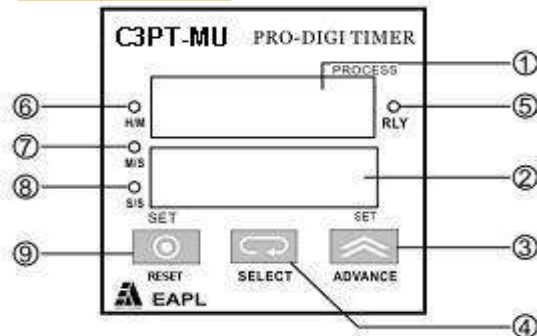 C3PT-MU PRO-DIGI TIMER
PROCESS
①
⑥ H/M
RLY ⑤
⑦ M/S
⑧ S/S
②
SET SET
⑨ ③
RESET SELECT ADVANCE
EAPL
④